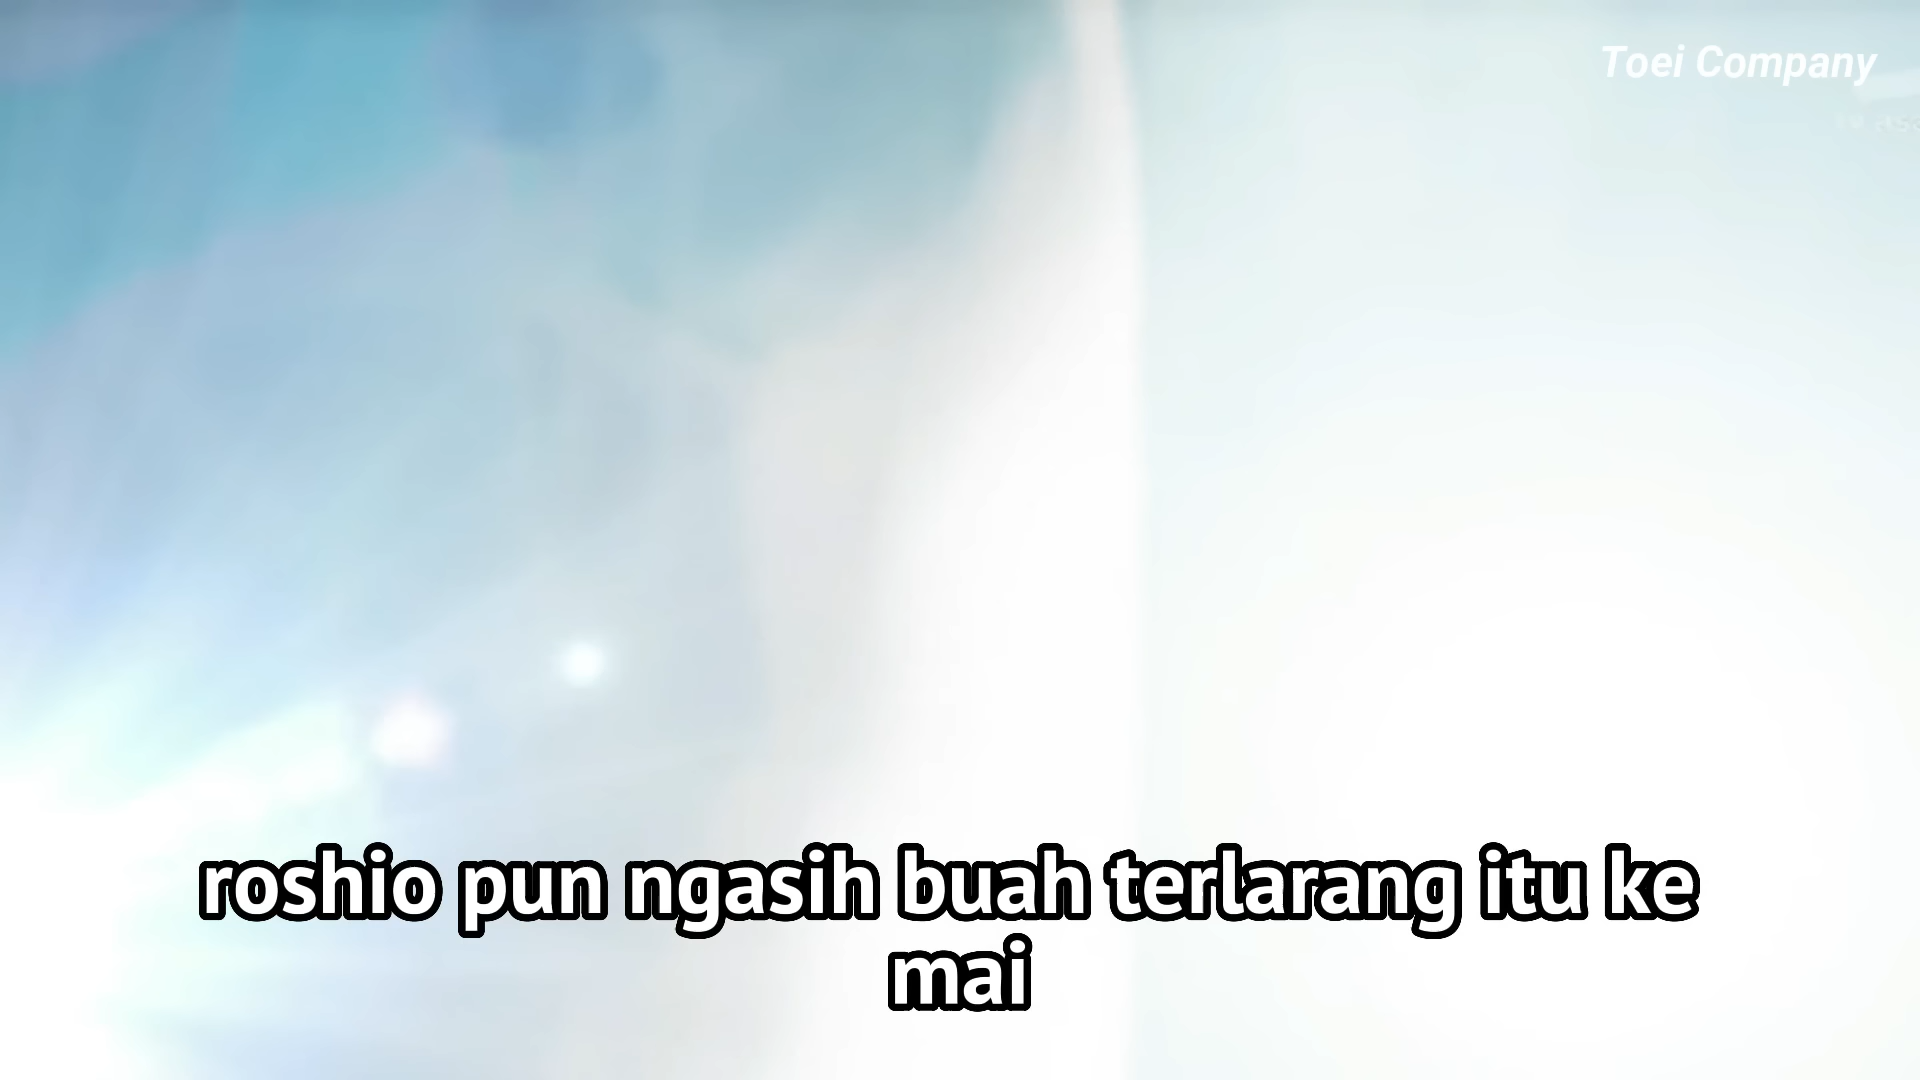 Toei Company
roshio pun ngasih buah terlarang itu ke
mai